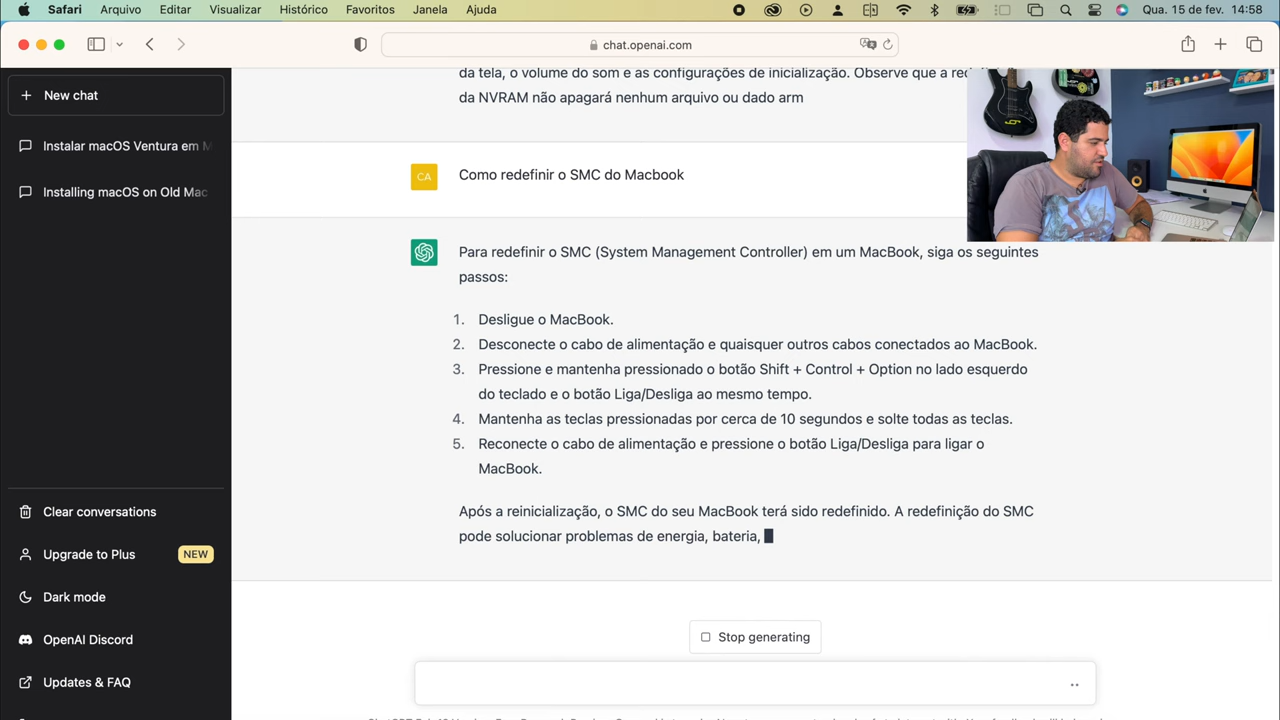 Safari Arquivo Editar Visualizar Histórico Favoritos Janela Ajuda Qua. 15 de fev. 14:58
chat.openai.com
New chat
Instalar macOS Ventura em M
Installing macOS on Old Mac
Clear conversations
Upgrade to Plus NEW
Dark mode
OpenAI Discord
Updates & FAQ
da tela, o volume do som e as configurações de inicialização. Observe que a
da NVRAM não apagará nenhum arquivo ou dado arm
CA Como redefinir o SMC do Macbook
Para redefinir o SMC (System Management Controller) em um MacBook, siga os seguintes
passos:
1. Desligue o MacBook.
2. Desconecte o cabo de alimentação e quaisquer outros cabos conectados ao MacBook.
3. Pressione e mantenha pressionado o botão Shift + Control + Option no lado esquerdo
do teclado e o botão Liga/Desliga ao mesmo tempo.
4. Mantenha as teclas pressionadas por cerca de 10 segundos e solte todas as teclas.
5. Reconecte o cabo de alimentação e pressione o botão Liga/Desliga para ligar o
MacBook.
Após a reinicialização, o SMC do seu MacBook terá sido redefinido. A redefinição do SMC
pode solucionar problemas de energia, bateria,
Stop generating